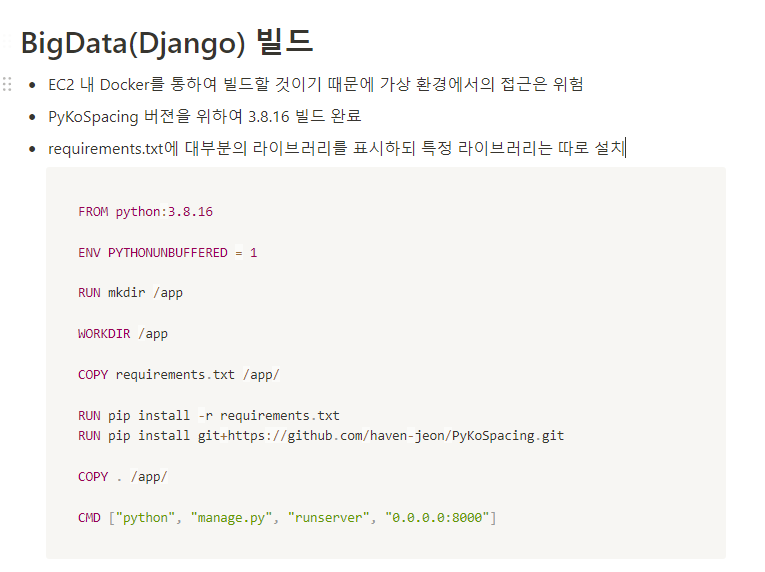 BigData(Django) 빌드
EC2 내 Docker를 통하여 빌드할 것이기 때문에 가상 환경에서의 접근은 위험
PyKoSpacing 버젼을 위하여 3.8.16 빌드 완료
requirements.txt에 대부분의 라이브러리를 표시하되 특정 라이브러리는 따로 설치
FROM python:3.8.16
ENV PYTHONUNBUFFERED = 1
RUN mkdir /app
WORKDIR /app
COPY requirements.txt /app/
RUN pip install -r requirements.txt
RUN pip install git+https://github.com/haven-jeon/PyKoSpacing.git
COPY . /app/
CMD ["python", "manage.py", "runserver", "0.0.0.0:8000"]